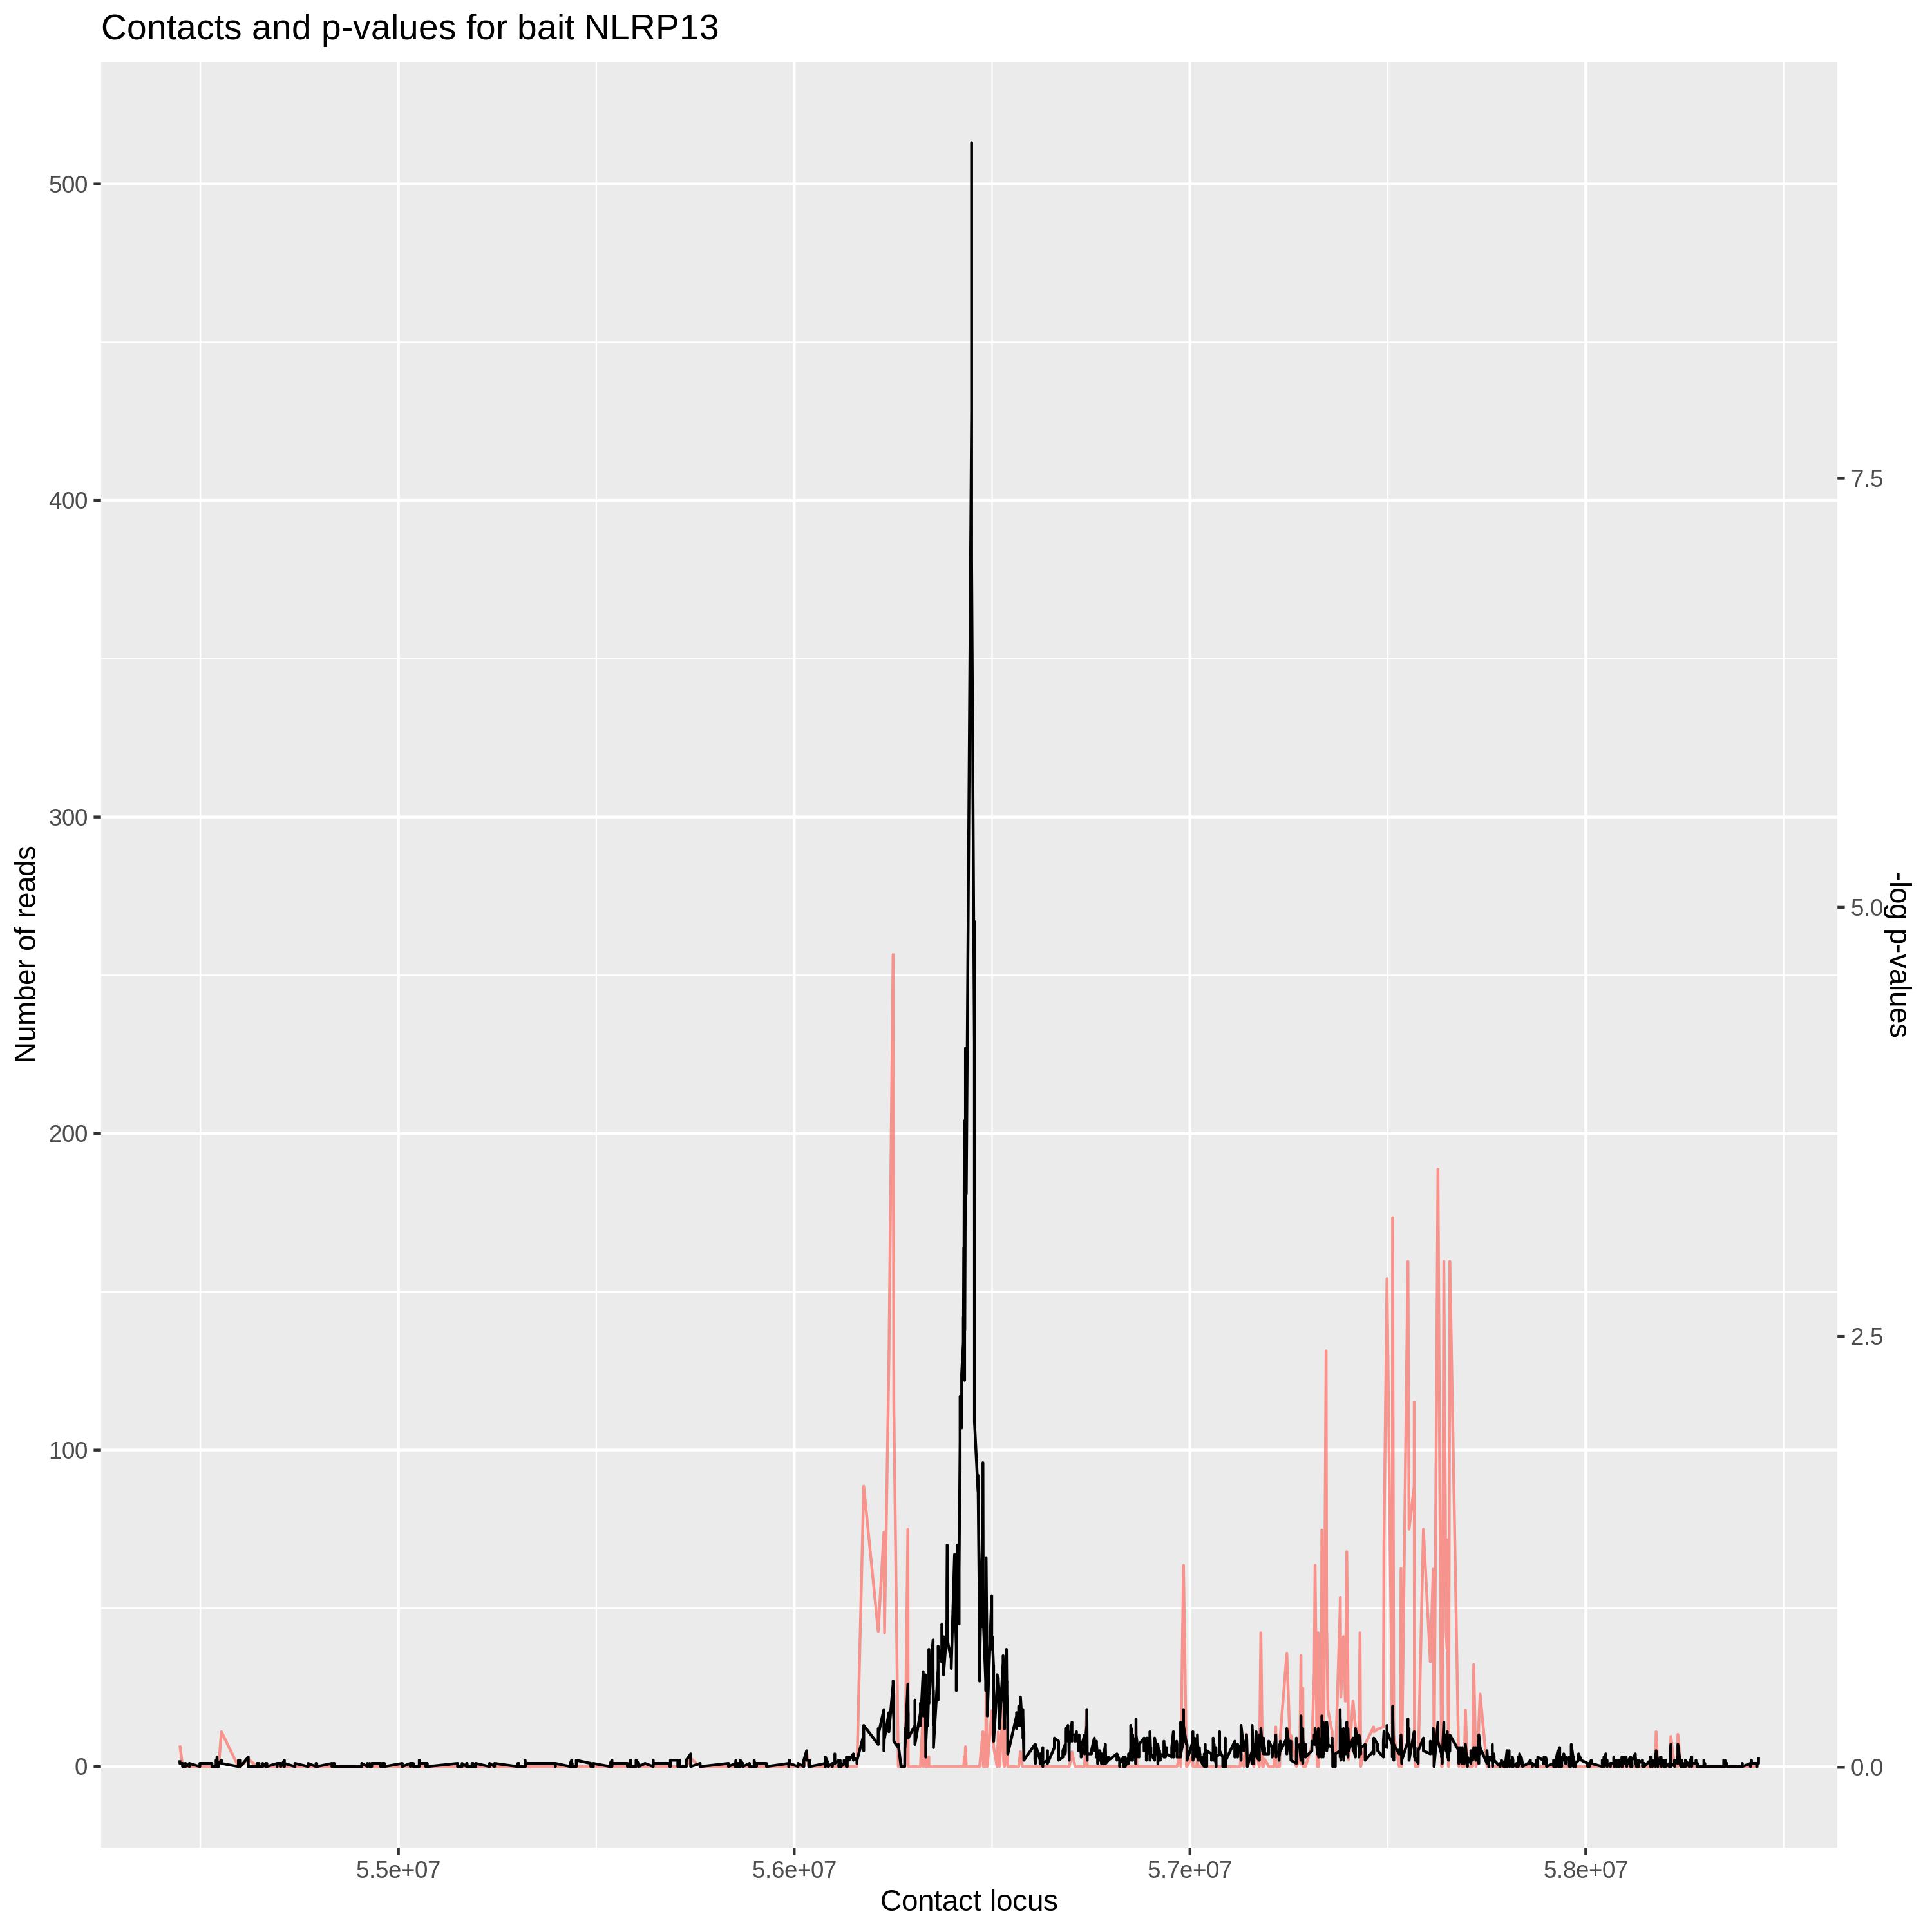 Contacts and p-values for bait NLRP13
500
400
300
200
100
0
Number of reads
7.5
5.0
2.5
0.0
-log p-values
5.5e+07
5.6e+07
5.7e+07
5.8e+07
Contact locus